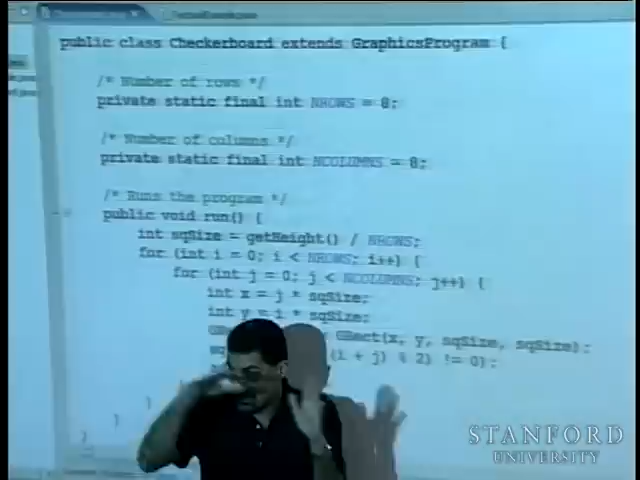 public class Checkerboard extends GraphicsProgram {
/* Number of rows */
private static final int NROWS = 8;
/* Number of columns */
private static final int NCOLUMNS = 8;
/* Runs the program */
public void run() {
int sqSize = getHeight() / NROWS;
for (int i = 0; i < NROWS; i++) {
for (int j = 0; j < NCOLUMNS; j++) {
int x = j * sqSize;
int y = i * sqSize;
GRect(x, y, sqSize, sqSize);
sq (i + j) % 2) != 0);
}
}
}
STANFORD
UNIVERSITY